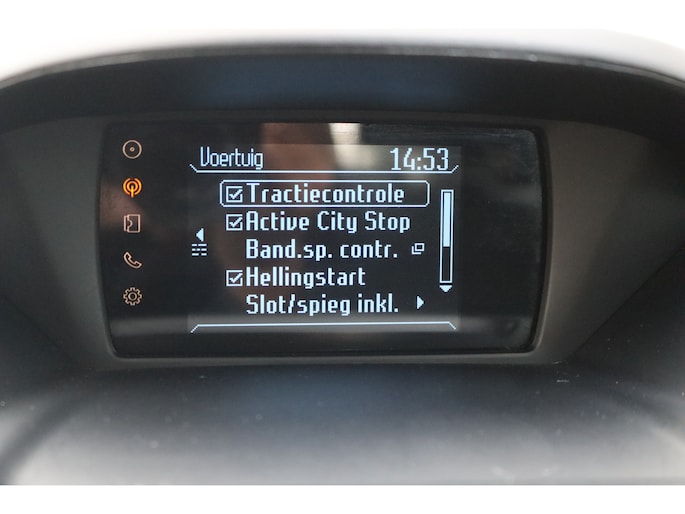 Voertuig 14:53
Tractiecontrole
Active City Stop
Band.sp. contr.
Hellingstart
Slot/spieg inkl.